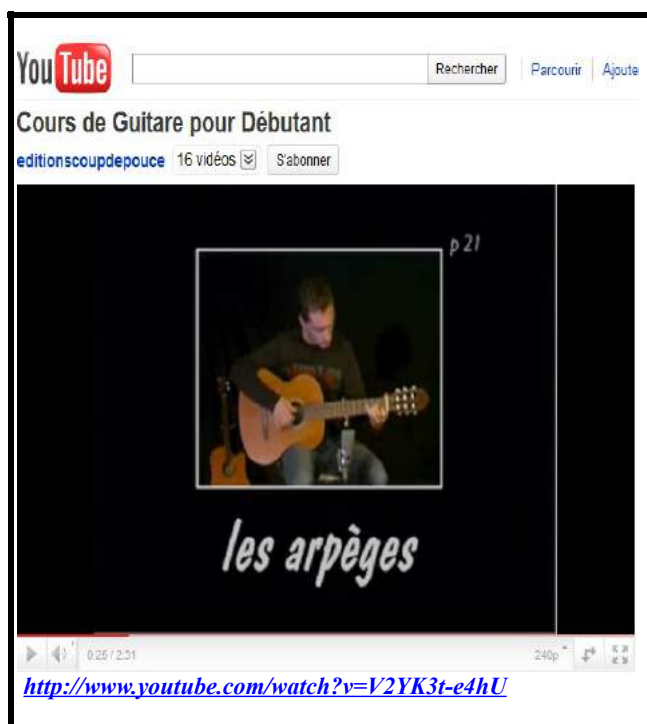 YouTube Rechercher Parcourir Ajoute
Cours de Guitare pour Débutant
editionscoupdepouce 16 vidéos S'abonner
p 21
les arpèges
0:25 / 2:31 240p
http://www.youtube.com/watch?v=V2YK3t-e4hU